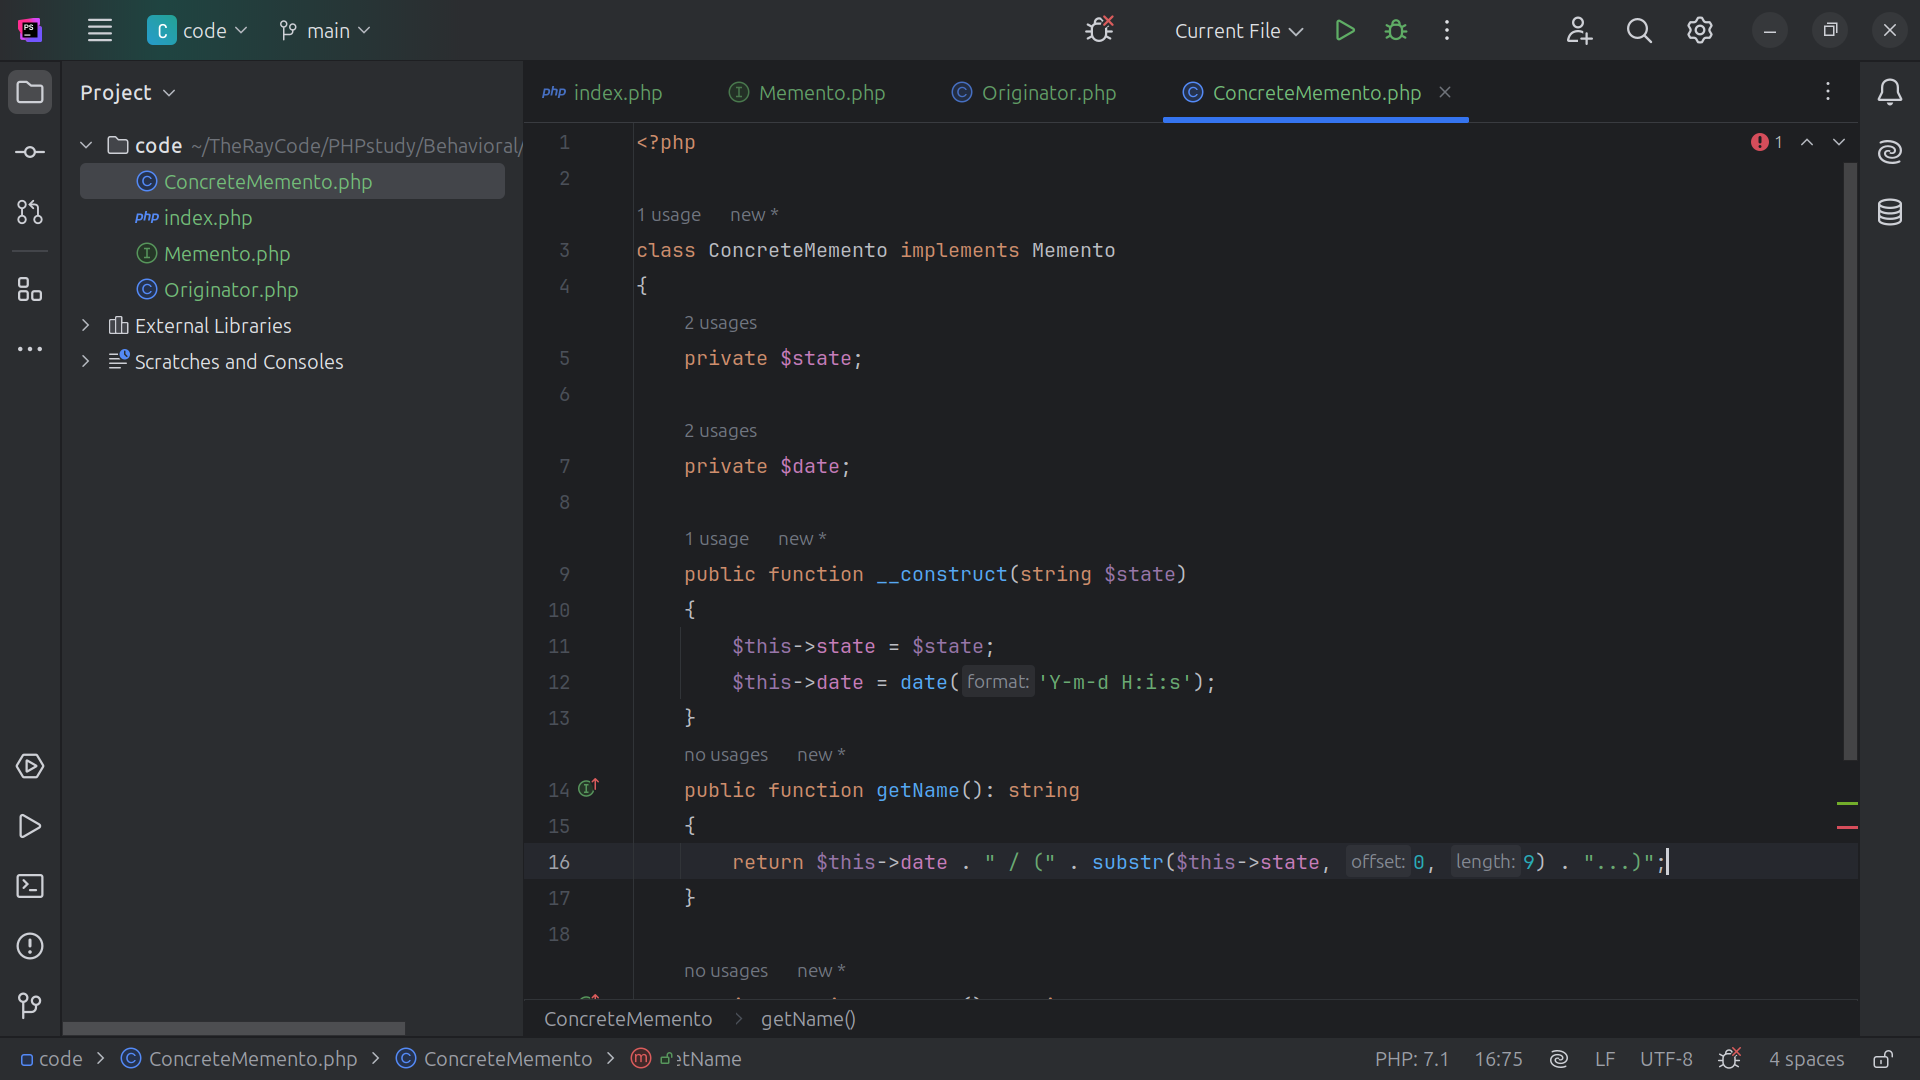 PS
C code main Current File
Project
code ~/TheRayCode/PHPstudy/Behavioral/
ConcreteMemento.php
index.php
Memento.php
Originator.php
External Libraries
Scratches and Consoles
php index.php Memento.php Originator.php ConcreteMemento.php
1
1 <?php
2
1 usage new *
3 class ConcreteMemento implements Memento
4 {
2 usages
5 private $state;
6
2 usages
7 private $date;
8
1 usage new *
9 public function __construct(string $state)
10 {
11 $this->state = $state;
12 $this->date = date( format: 'Y-m-d H:i:s');
13 }
no usages new *
14 public function getName(): string
15 {
16 return $this->date . " / (" . substr($this->state, offset: 0, length: 9) . "...)";
17 }
18
no usages new *
ConcreteMemento > getName()
code > ConcreteMemento.php > ConcreteMemento > m etName
PHP: 7.1 16:75 LF UTF-8 4 spaces